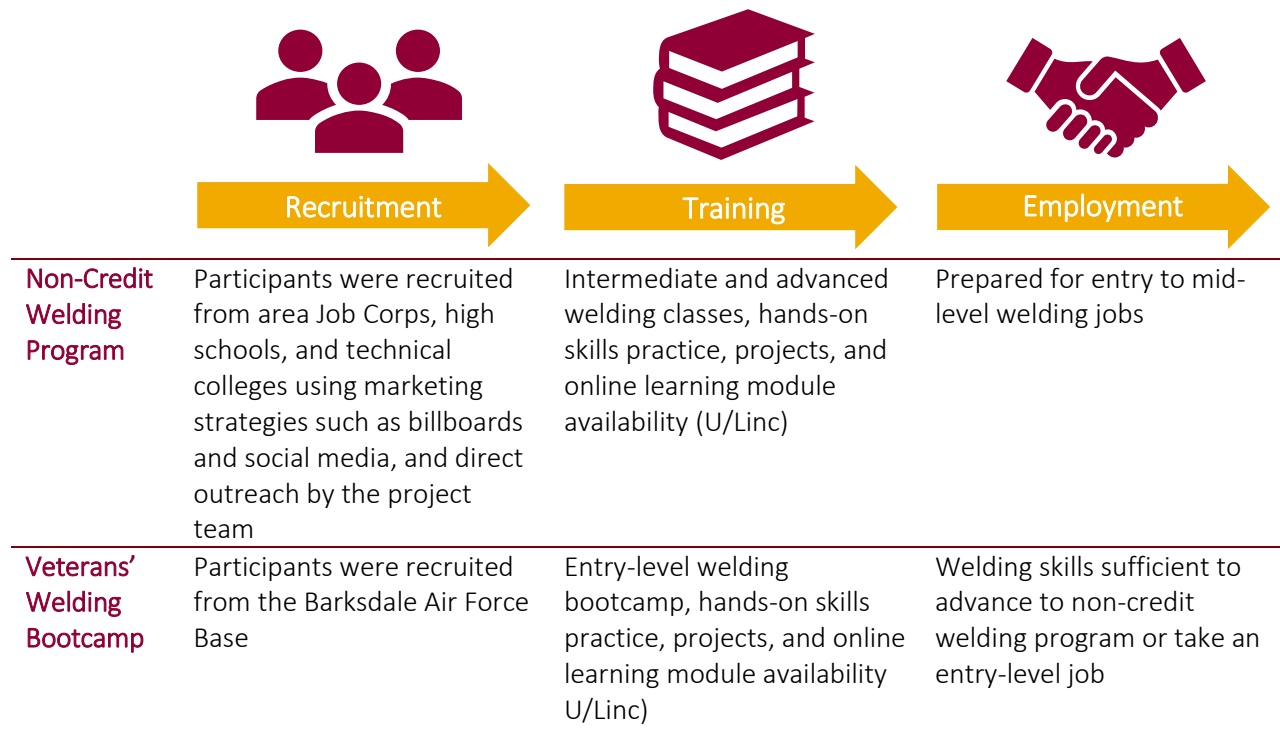 Recruitment
Training
Employment
Non-Credit
Welding
Program
Participants were recruited
from area Job Corps, high
schools, and technical
colleges using marketing
strategies such as billboards
and social media, and direct
outreach by the project
team
Intermediate and advanced
welding classes, hands-on
skills practice, projects, and
online learning module
availability (U/Linc)
Prepared for entry to mid-
level welding jobs
Veterans’
Welding
Bootcamp
Participants were recruited
from the Barksdale Air Force
Base
Entry-level welding
bootcamp, hands-on skills
practice, projects, and online
learning module availability
U/Linc)
Welding skills sufficient to
advance to non-credit
welding program or take an
entry-level job